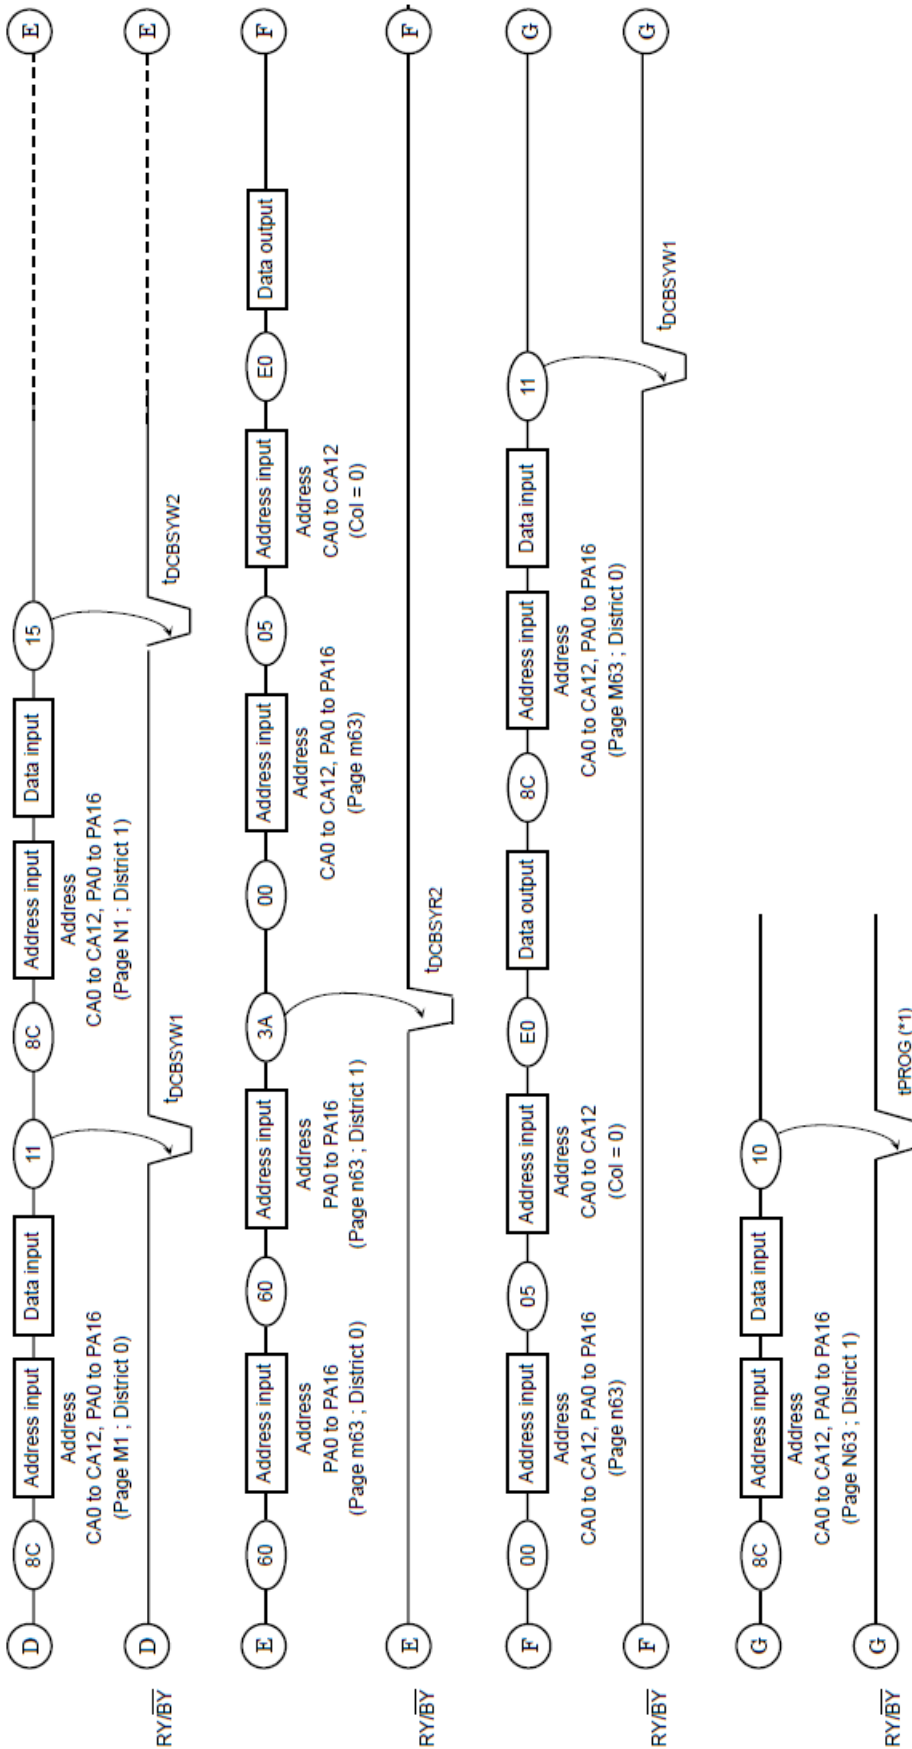 D 8C Address input Data input 11 8C Address input Data input 15 E
Address
CA0 to CA12, PA0 to PA16
(Page M1 ; District 0)
Address
CA0 to CA12, PA0 to PA16
(Page N1 ; District 1)
RY/BY D tDCBSYW1 tDCBSYW2 E
E 60 Address input 60 Address input 3A 00 Address input 05 Address input E0 Data output F
Address
PA0 to PA16
(Page m63 ; District 0)
Address
PA0 to PA16
(Page n63 ; District 1)
Address
CA0 to CA12, PA0 to PA16
(Page m63)
Address
CA0 to CA12
(Col = 0)
RY/BY E tDCBSYR2 F
F 00 Address input 05 Address input E0 Data output 8C Address input Data input 11 G
Address
CA0 to CA12, PA0 to PA16
(Page n63)
Address
CA0 to CA12
(Col = 0)
Address
CA0 to CA12, PA0 to PA16
(Page M63 ; District 0)
RY/BY F tDCBSYW1 G
G 8C Address input Data input 10
Address
CA0 to CA12, PA0 to PA16
(Page N63 ; District 1)
RY/BY G tPROG (*1)